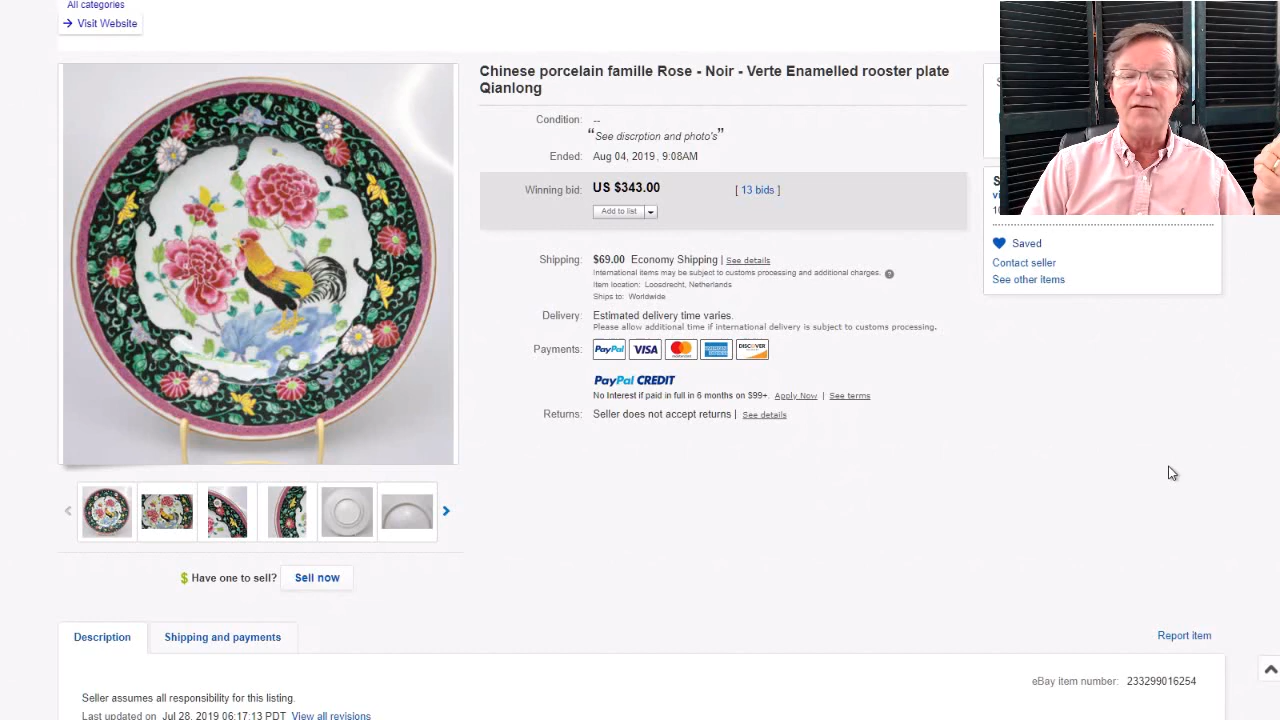 All categories
→ Visit Website
Chinese porcelain famille Rose - Noir - Verte Enamelled rooster plate
Qianlong
Condition: --
“See discrption and photo's”
Ended: Aug 04, 2019 , 9:08AM
Winning bid: US $343.00 [ 13 bids ]
Add to list
Shipping: $69.00 Economy Shipping | See details
International items may be subject to customs processing and additional charges.
Item location: Loosdrecht, Netherlands
Ships to: Worldwide
Delivery: Estimated delivery time varies.
Please allow additional time if international delivery is subject to customs processing.
Payments: PayPal VISA MasterCard AMERICAN EXPRESS DISCOVER
PayPal CREDIT
No Interest if paid in full in 6 months on $99+. Apply Now | See terms
Returns: Seller does not accept returns | See details
Saved
Contact seller
See other items
$ Have one to sell? Sell now
Description
Shipping and payments
Report item
eBay item number: 233299016254
Seller assumes all responsibility for this listing.
Last updated on Jul 28, 2019 06:17:13 PDT View all revisions